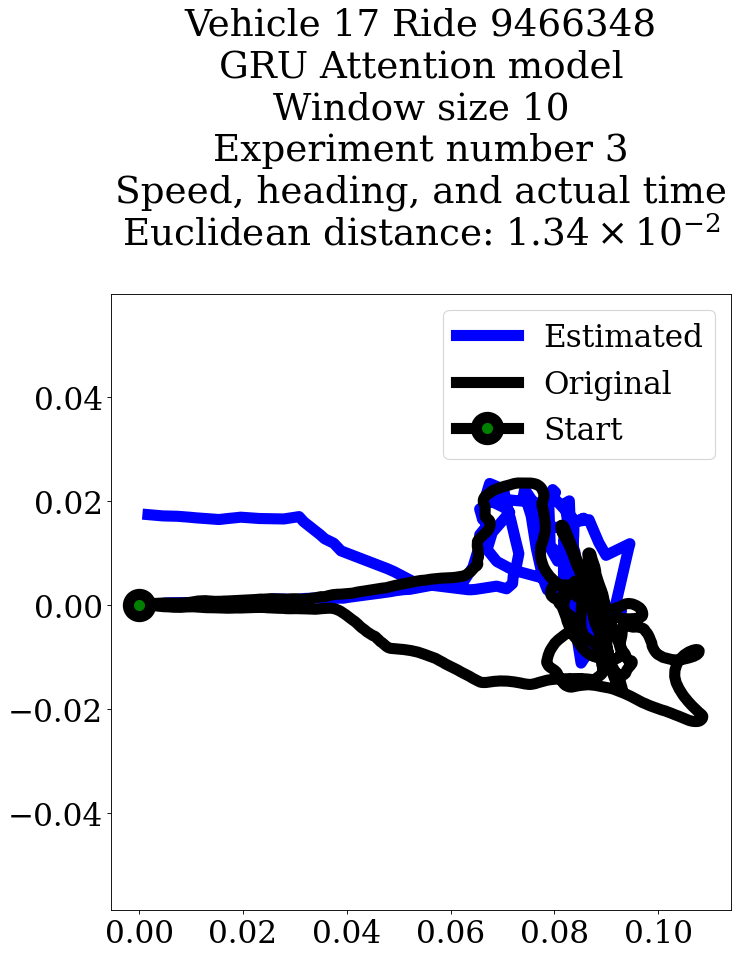 Vehicle 17 Ride 9466348
GRU Attention model
Window size 10
Experiment number 3
Speed, heading, and actual time
Euclidean distance: 1.34 × 10⁻²
Estimated
Original
Start
0.04
0.02
0.00
−0.02
−0.04
0.00 0.02 0.04 0.06 0.08 0.10